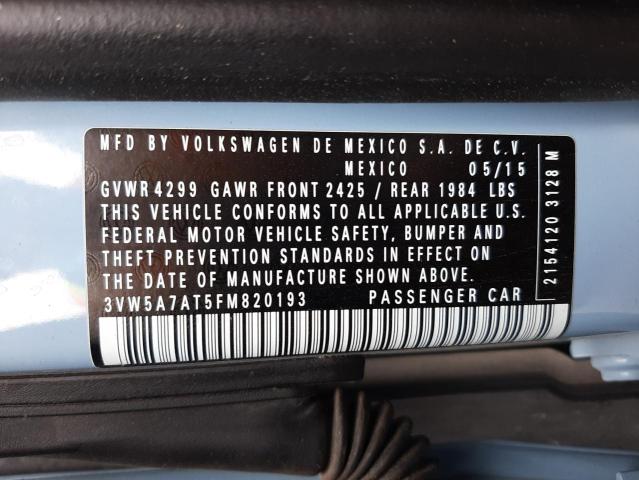 MFD BY VOLKSWAGEN DE MEXICO S.A. DE C.V.
MEXICO 05/15
GVWR 4299 GAWR FRONT 2425 / REAR 1984 LBS
THIS VEHICLE CONFORMS TO ALL APPLICABLE U.S.
FEDERAL MOTOR VEHICLE SAFETY, BUMPER AND
THEFT PREVENTION STANDARDS IN EFFECT ON
THE DATE OF MANUFACTURE SHOWN ABOVE.
3VW5A7AT5FM820193 PASSENGER CAR
2154120 3128 M